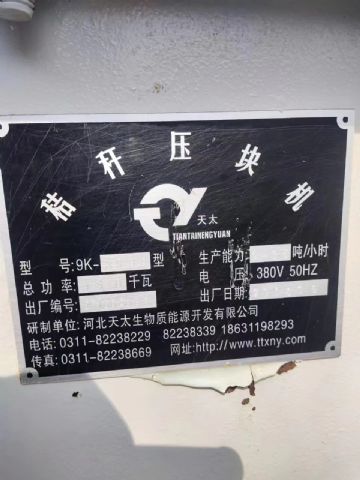 秸秆压块机
天太
TIANTAINENGYUAN
型 号:9K- 型 生产能力 吨/小时
总功率 千瓦 电 压:380V 50HZ
出厂编号 出厂日期
研制单位:河北天太生物质能源开发有限公司
电话:0311-82238229 82238339 18631198293
传真:0311-82238669 网址:http://www.ttxny.com